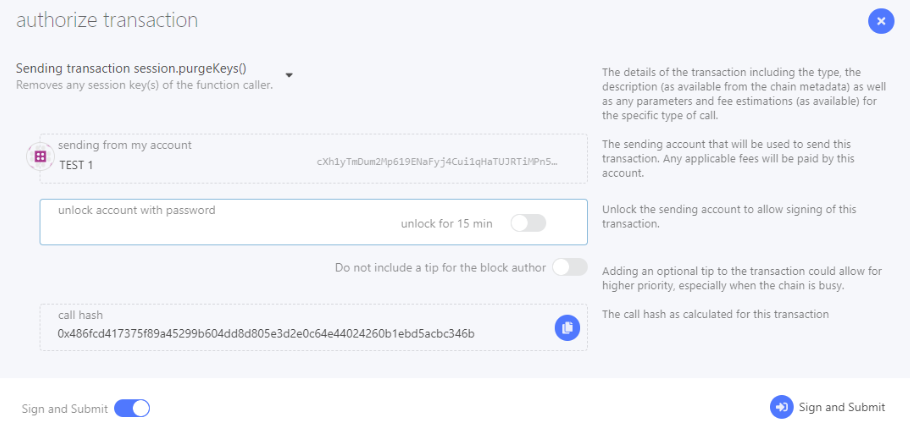 authorize transaction
Sending transaction session.purgeKeys()
Removes any session key(s) of the function caller.
The details of the transaction including the type, the
description (as available from the chain metadata) as well
as any parameters and fee estimations (as available) for
the specific type of call.
sending from my account
TEST 1
cXh1yTmDum2Mp619ENaFyj4Cui1qHaTUJRTiMPn5…
The sending account that will be used to send this
transaction. Any applicable fees will be paid by this
account.
unlock account with password
unlock for 15 min
Unlock the sending account to allow signing of this
transaction.
Do not include a tip for the block author
Adding an optional tip to the transaction could allow for
higher priority, especially when the chain is busy.
call hash
0x486fcd417375f89a45299b604dd8d805e3d2e0c64e44024260b1ebd5acbc346b
The call hash as calculated for this transaction
Sign and Submit
Sign and Submit